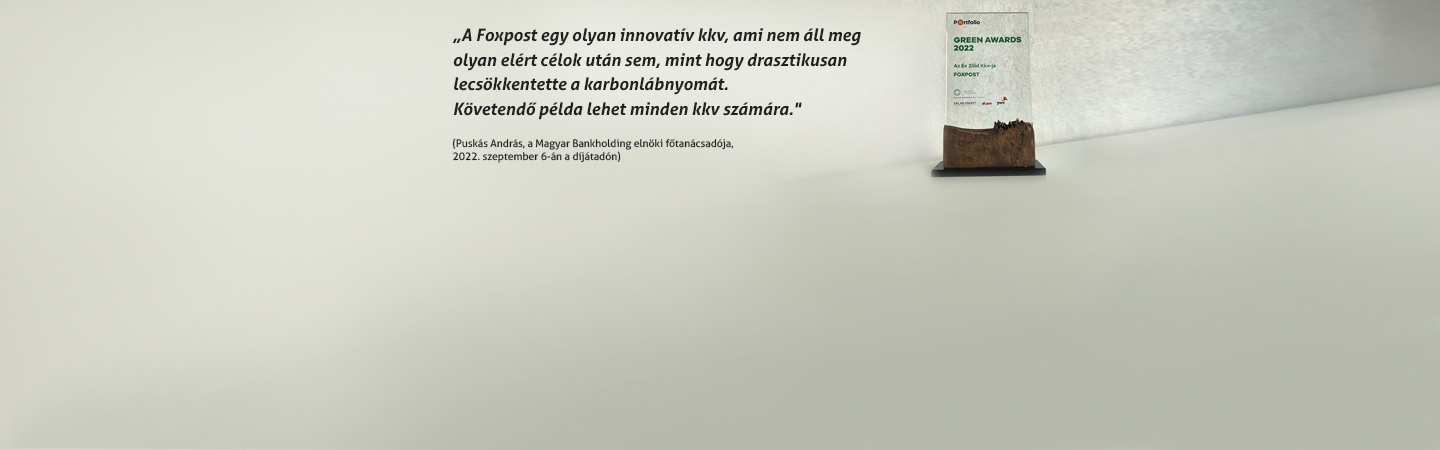 „A Foxpost egy olyan innovatív kkv, ami nem áll meg
olyan elért célok után sem, mint hogy drasztikusan
lecsökkentette a karbonlábnyomát.
Követendő példa lehet minden kkv számára."
(Puskás András, a Magyar Bankholding elnöki főtanácsadója,
2022. szeptember 6-án a díjátadón)
Portfolio
GREEN AWARDS
2022
Az Év Zöld Kkv-ja
FOXPOST
pwc